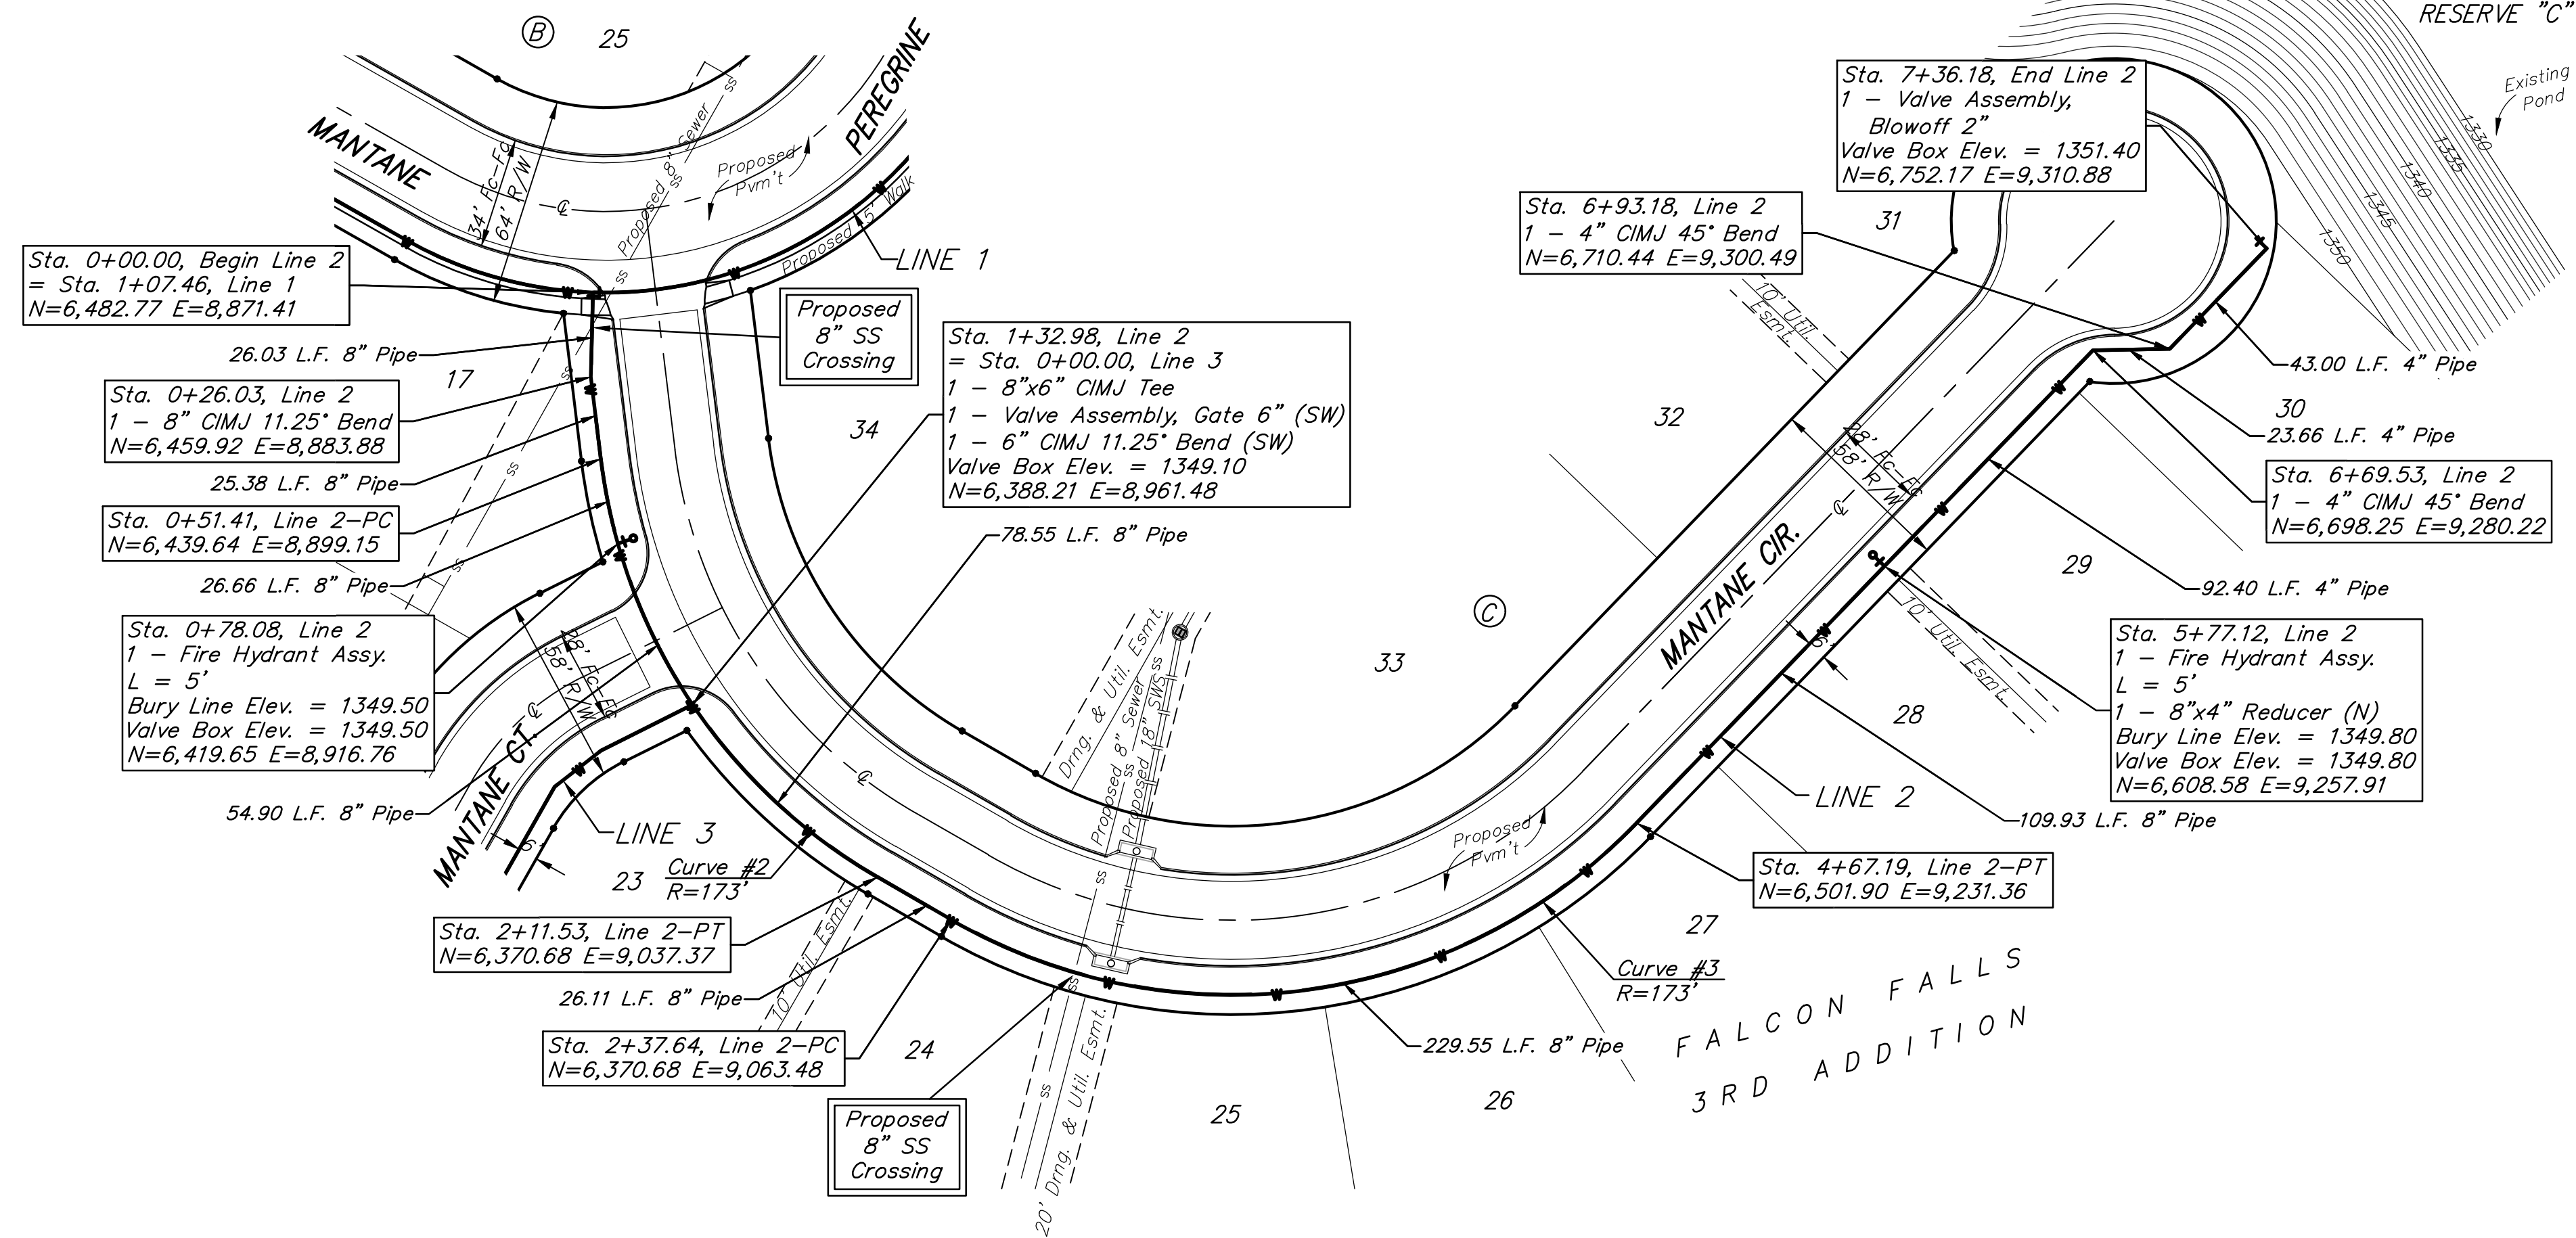 B
25
PEREGRINE
MANTANE
34' Fc-Fc
64' R/W
Proposed 8" Sewer
ss
ss
ss
Proposed
Pvm't
Proposed 5' Walk
LINE 1
RESERVE "C"
Existing
Pond
1330
1335
1340
1345
1350
Sta. 7+36.18, End Line 2
1 - Valve Assembly,
Blowoff 2"
Valve Box Elev. = 1351.40
N=6,752.17 E=9,310.88
Sta. 6+93.18, Line 2
1 - 4" CIMJ 45° Bend
N=6,710.44 E=9,300.49
31
Sta. 0+00.00, Begin Line 2
= Sta. 1+07.46, Line 1
N=6,482.77 E=8,871.41
Proposed
8" SS
Crossing
26.03 L.F. 8" Pipe
17
Sta. 0+26.03, Line 2
1 - 8" CIMJ 11.25° Bend
N=6,459.92 E=8,883.88
25.38 L.F. 8" Pipe
Sta. 0+51.41, Line 2-PC
N=6,439.64 E=8,899.15
26.66 L.F. 8" Pipe
Sta. 0+78.08, Line 2
1 - Fire Hydrant Assy.
L = 5'
Bury Line Elev. = 1349.50
Valve Box Elev. = 1349.50
N=6,419.65 E=8,916.76
54.90 L.F. 8" Pipe
ss
ss
ss
28' Fc-Fc
58' R/W
MANTANE CT.
6'
LINE 3
34
Sta. 1+32.98, Line 2
= Sta. 0+00.00, Line 3
1 - 8"x6" CIMJ Tee
1 - Valve Assembly, Gate 6" (SW)
1 - 6" CIMJ 11.25° Bend (SW)
Valve Box Elev. = 1349.10
N=6,388.21 E=8,961.48
78.55 L.F. 8" Pipe
10' Util.
Esmt.
32
28' Fc-Fc
58' R/W
MANTANE CIR.
C
33
43.00 L.F. 4" Pipe
30
23.66 L.F. 4" Pipe
Sta. 6+69.53, Line 2
1 - 4" CIMJ 45° Bend
N=6,698.25 E=9,280.22
29
92.40 L.F. 4" Pipe
10' Util. Esmt.
6'
28
Sta. 5+77.12, Line 2
1 - Fire Hydrant Assy.
L = 5'
1 - 8"x4" Reducer (N)
Bury Line Elev. = 1349.80
Valve Box Elev. = 1349.80
N=6,608.58 E=9,257.91
LINE 2
109.93 L.F. 8" Pipe
Drng. & Util. Esmt.
Proposed 8" Sewer
ss
ss
Proposed 18" SWS
Proposed
Pvm't
Sta. 4+67.19, Line 2-PT
N=6,501.90 E=9,231.36
27
23
Curve #2
R=173'
Sta. 2+11.53, Line 2-PT
N=6,370.68 E=9,037.37
10' Util. Esmt.
26.11 L.F. 8" Pipe
Sta. 2+37.64, Line 2-PC
N=6,370.68 E=9,063.48
24
Curve #3
R=173'
229.55 L.F. 8" Pipe
FALCON FALLS
3RD ADDITION
Proposed
8" SS
Crossing
ss
ss
ss
20' Drng. & Util. Esmt.
25
26